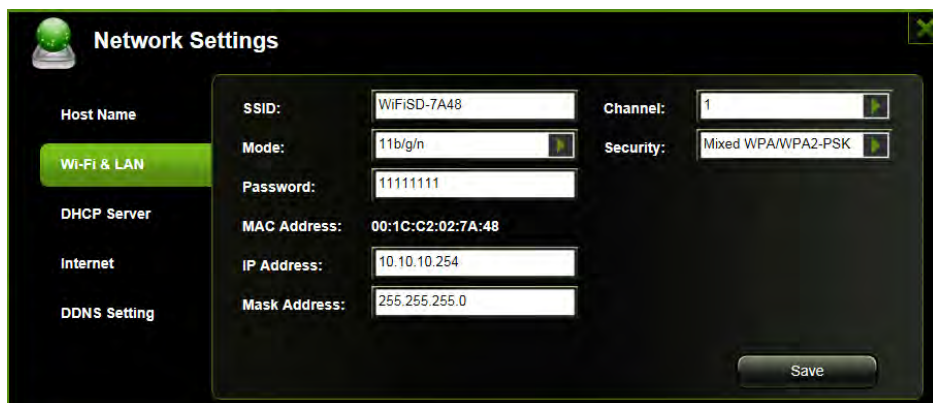 Network Settings
Host Name
Wi-Fi & LAN
DHCP Server
Internet
DDNS Setting
SSID: WiFiSD-7A48 Channel: 1
Mode: 11b/g/n Security: Mixed WPA/WPA2-PSK
Password: 11111111
MAC Address: 00:1C:C2:02:7A:48
IP Address: 10.10.10.254
Mask Address: 255.255.255.0
Save